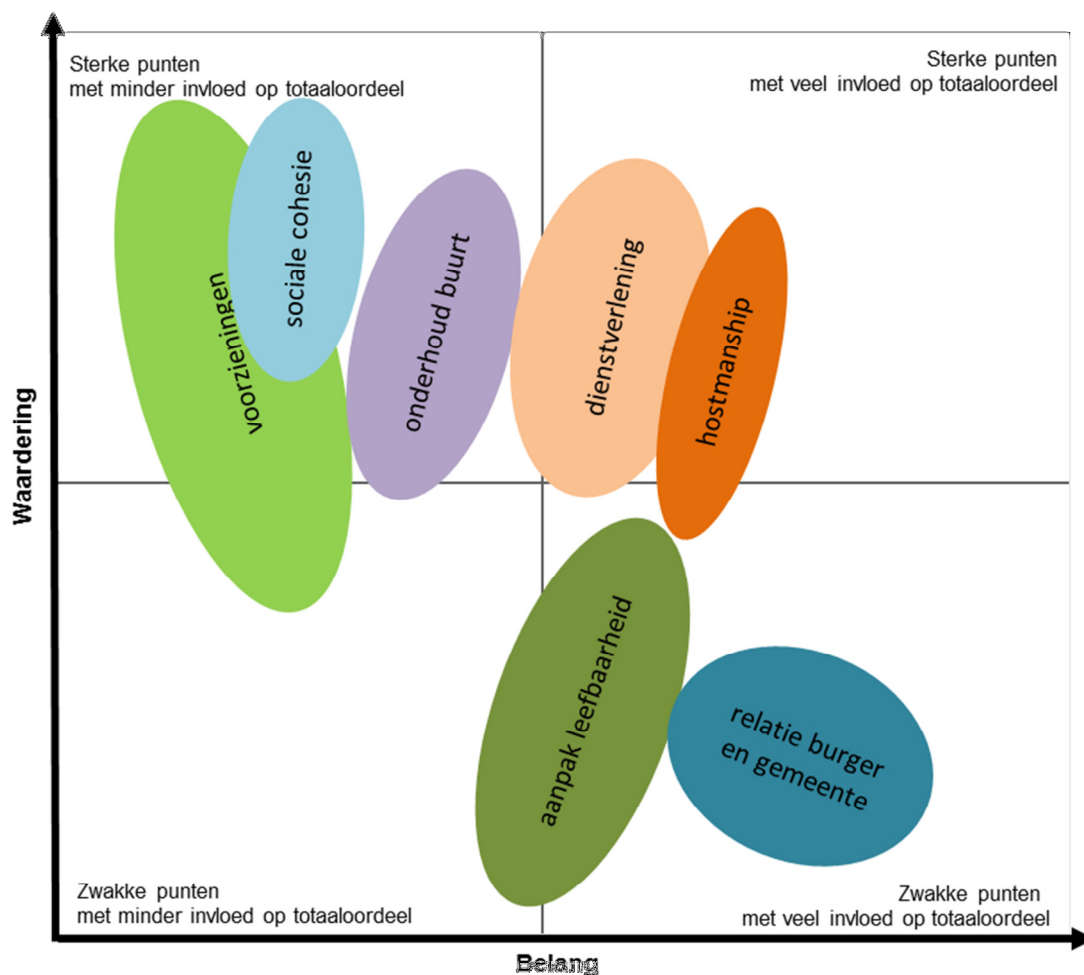 Sterke punten
met minder invloed op totaaloordeel
Sterke punten
met veel invloed op totaaloordeel
voorzieningen
sociale cohesie
onderhoud buurt
dienstverlening
hostmanship
Waardering
aanpak leefbaarheid
relatie burger
en gemeente
Zwakke punten
met minder invloed op totaaloordeel
Zwakke punten
met veel invloed op totaaloordeel
Belang